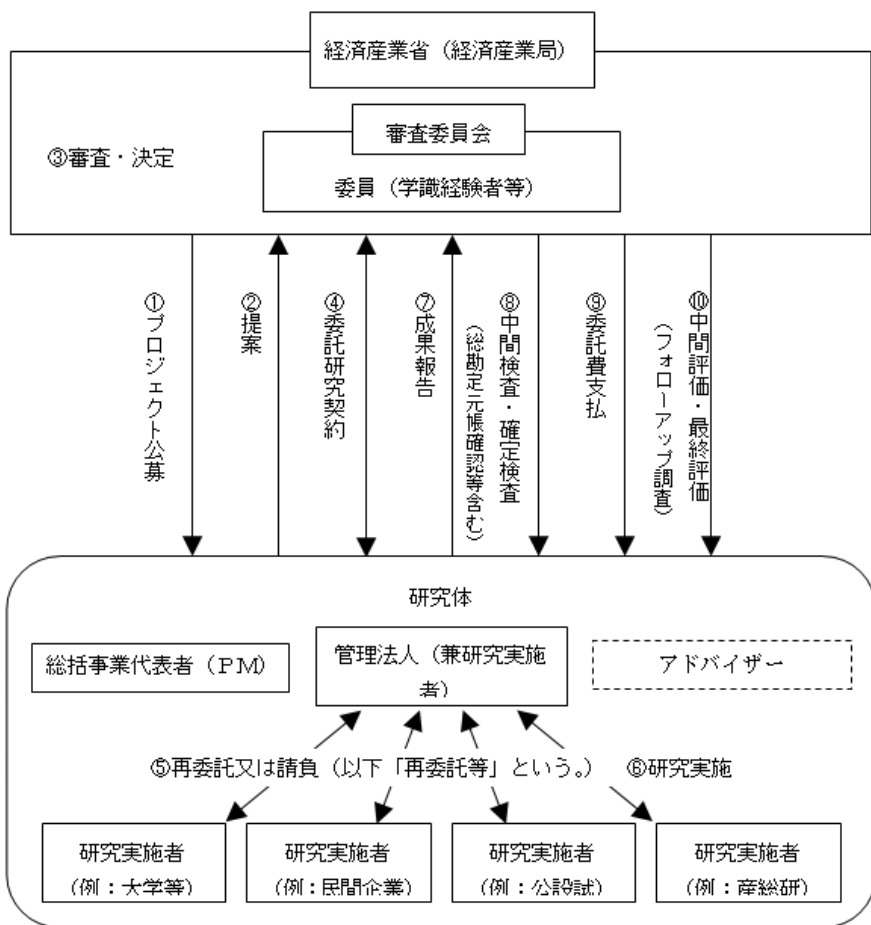 経済産業省(経済産業局)
審査委員会
③審査・決定
委員(学識経験者等)
①プロジェクト公募
②提案
④委託研究契約
⑦成果報告
⑧中間検査・確定検査
(総勘定元帳確認等含む)
⑨委託費支払
⑩中間評価・最終評価
(フォローアップ調査)
研究体
総括事業代表者(PM)
管理法人(兼研究実施
者)
アドバイザー
⑤再委託又は請負(以下「再委託等」という。)
⑥研究実施
研究実施者
(例:大学等)
研究実施者
(例:民間企業)
研究実施者
(例:公設試)
研究実施者
(例:産総研)